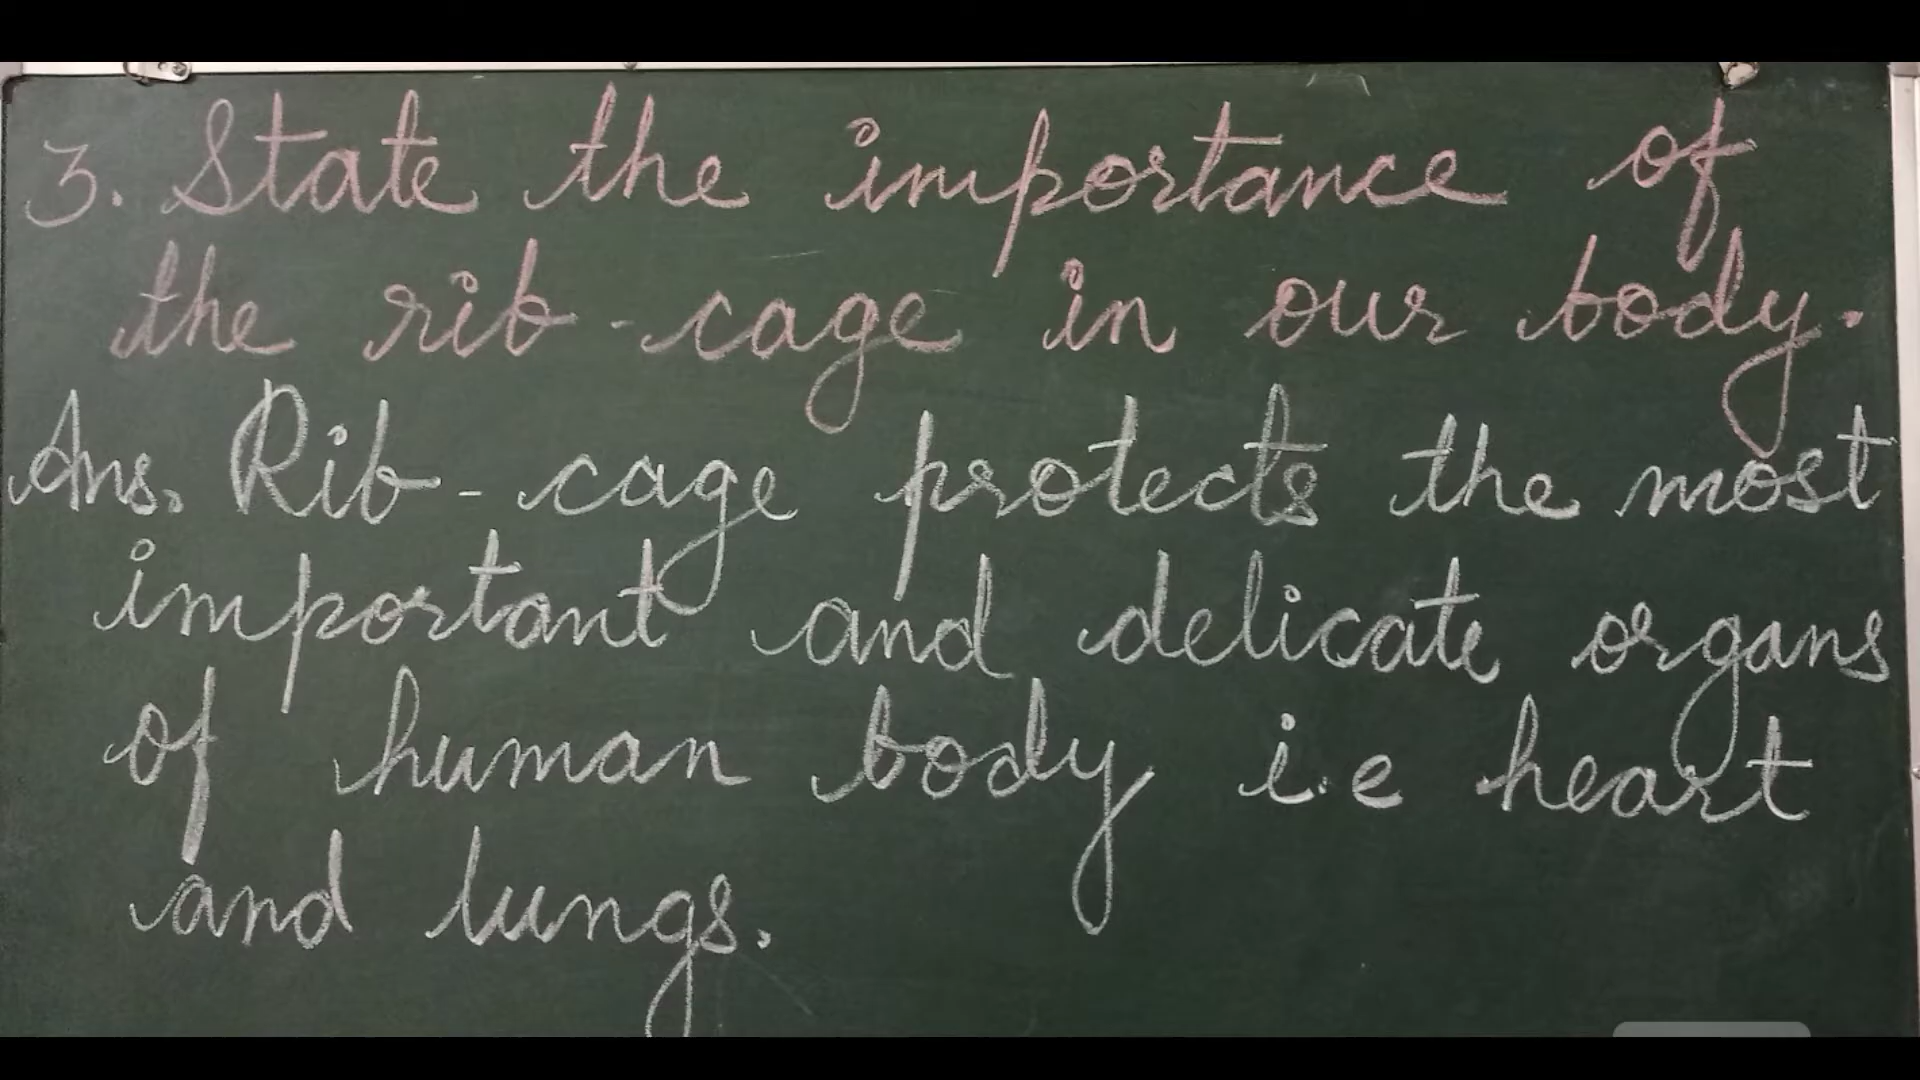 3. State the importance of
the rib-cage in our body.
Ans. Rib-cage protects the most
important and delicate organs
of human body i.e heart
and lungs.